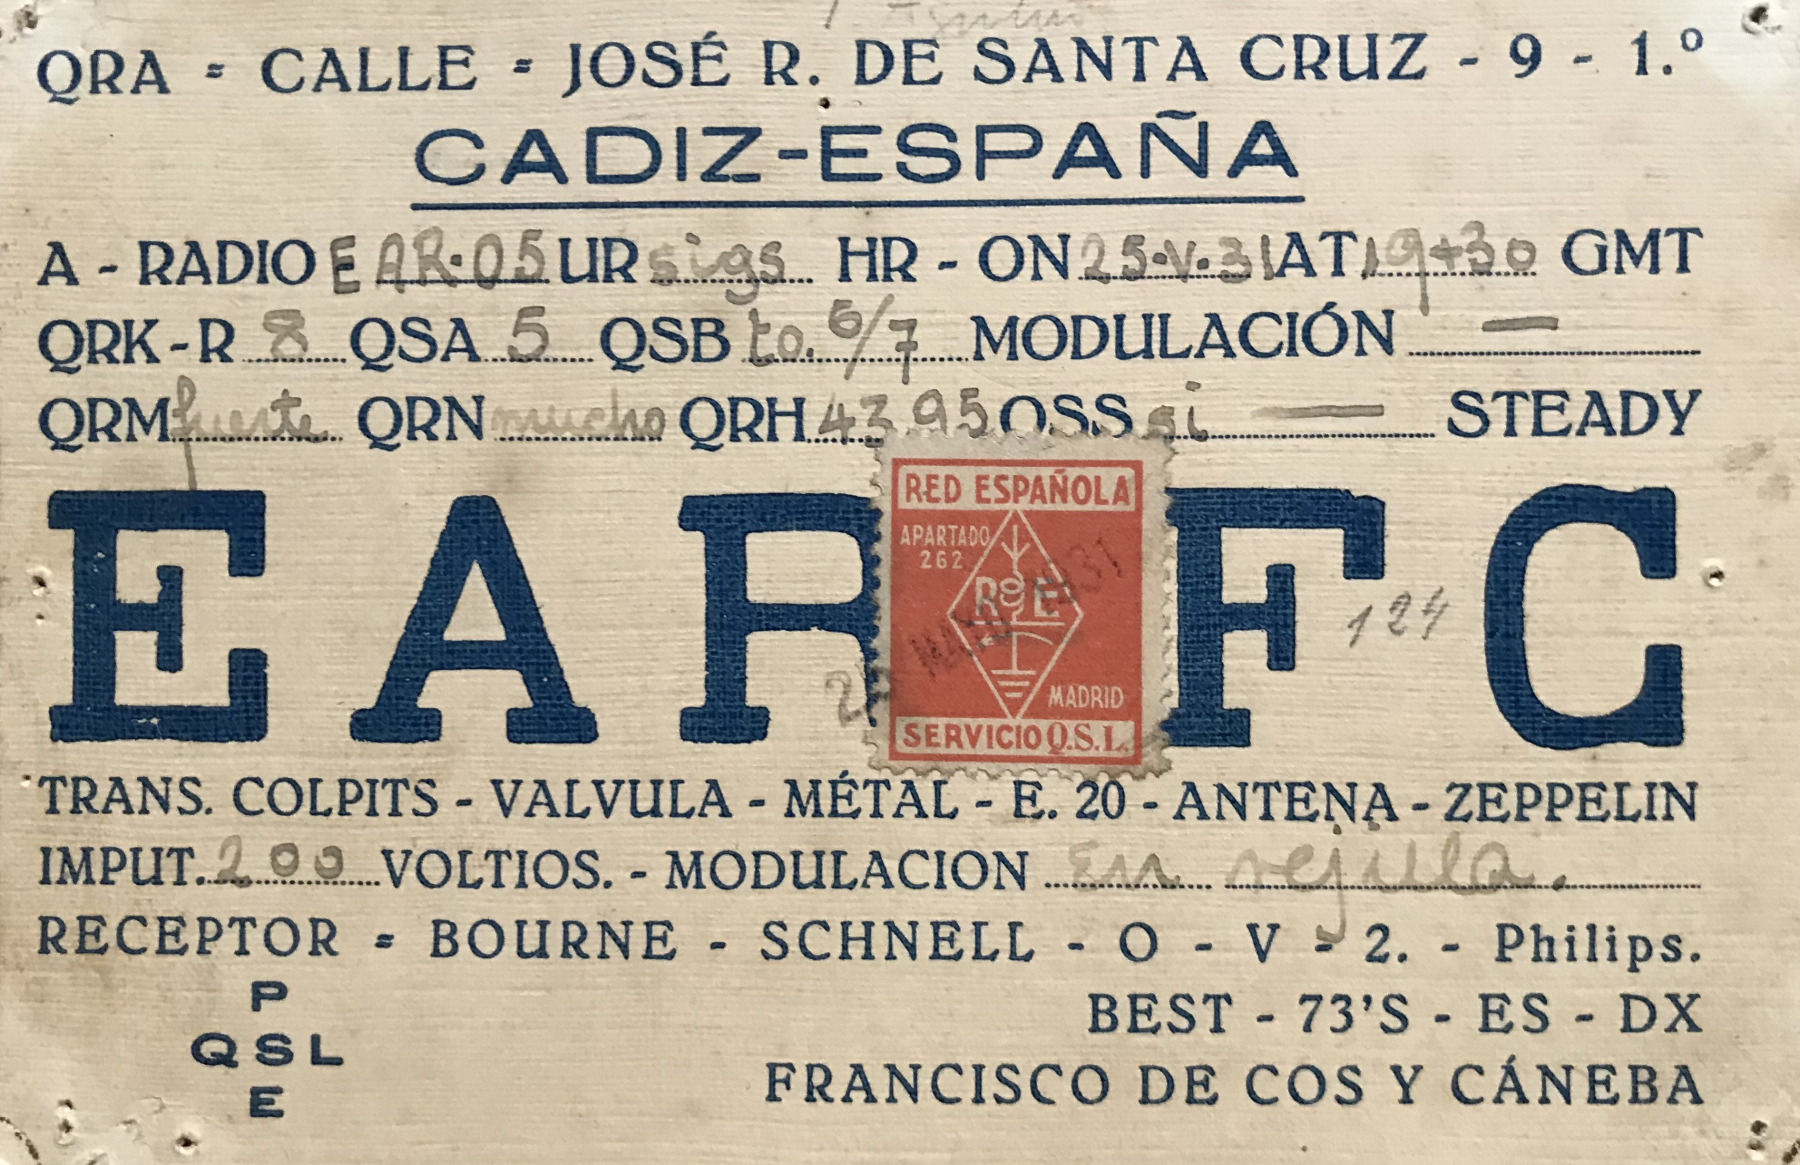 QRA = CALLE = JOSÉ R. DE SANTA CRUZ - 9 - 1.º
CADIZ-ESPAÑA
A - RADIO EAR·05 UR sigs HR - ON 25·V·31 AT 19+30 GMT
QRK-R 8 QSA 5 QSB to. 6/7 MODULACIÓN —
QRM fuerte QRN mucho QRH 43,95 QSS si — STEADY
EAR FC
RED ESPAÑOLA
APARTADO
262
R E
MADRID
SERVICIO Q.S.L.
MAYO 1931
124
TRANS. COLPITS - VALVULA - MÉTAL - E. 20 - ANTENA - ZEPPELIN
IMPUT. 200 VOLTIOS. - MODULACION En rejilla.
RECEPTOR = BOURNE - SCHNELL - O - V - 2. - Philips.
P
QSL
E
BEST - 73'S - ES - DX
FRANCISCO DE COS Y CÁNEBA